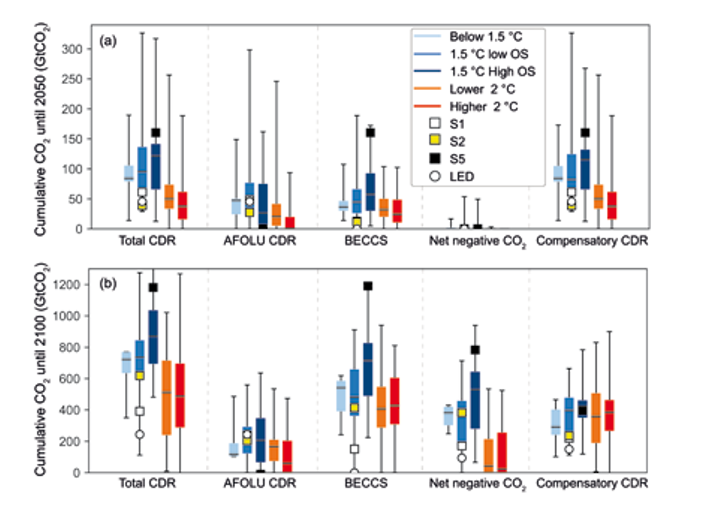 (a)
Cumulative CO2 until 2050 (GtCO2)
300
250
200
150
100
50
0
Below 1.5 °C
1.5 °C low OS
1.5 °C High OS
Lower 2 °C
Higher 2 °C
S1
S2
S5
LED
Total CDR
AFOLU CDR
BECCS
Net negative CO2
Compensatory CDR
(b)
Cumulative CO2 until 2100 (GtCO2)
1200
1000
800
600
400
200
0
Total CDR
AFOLU CDR
BECCS
Net negative CO2
Compensatory CDR